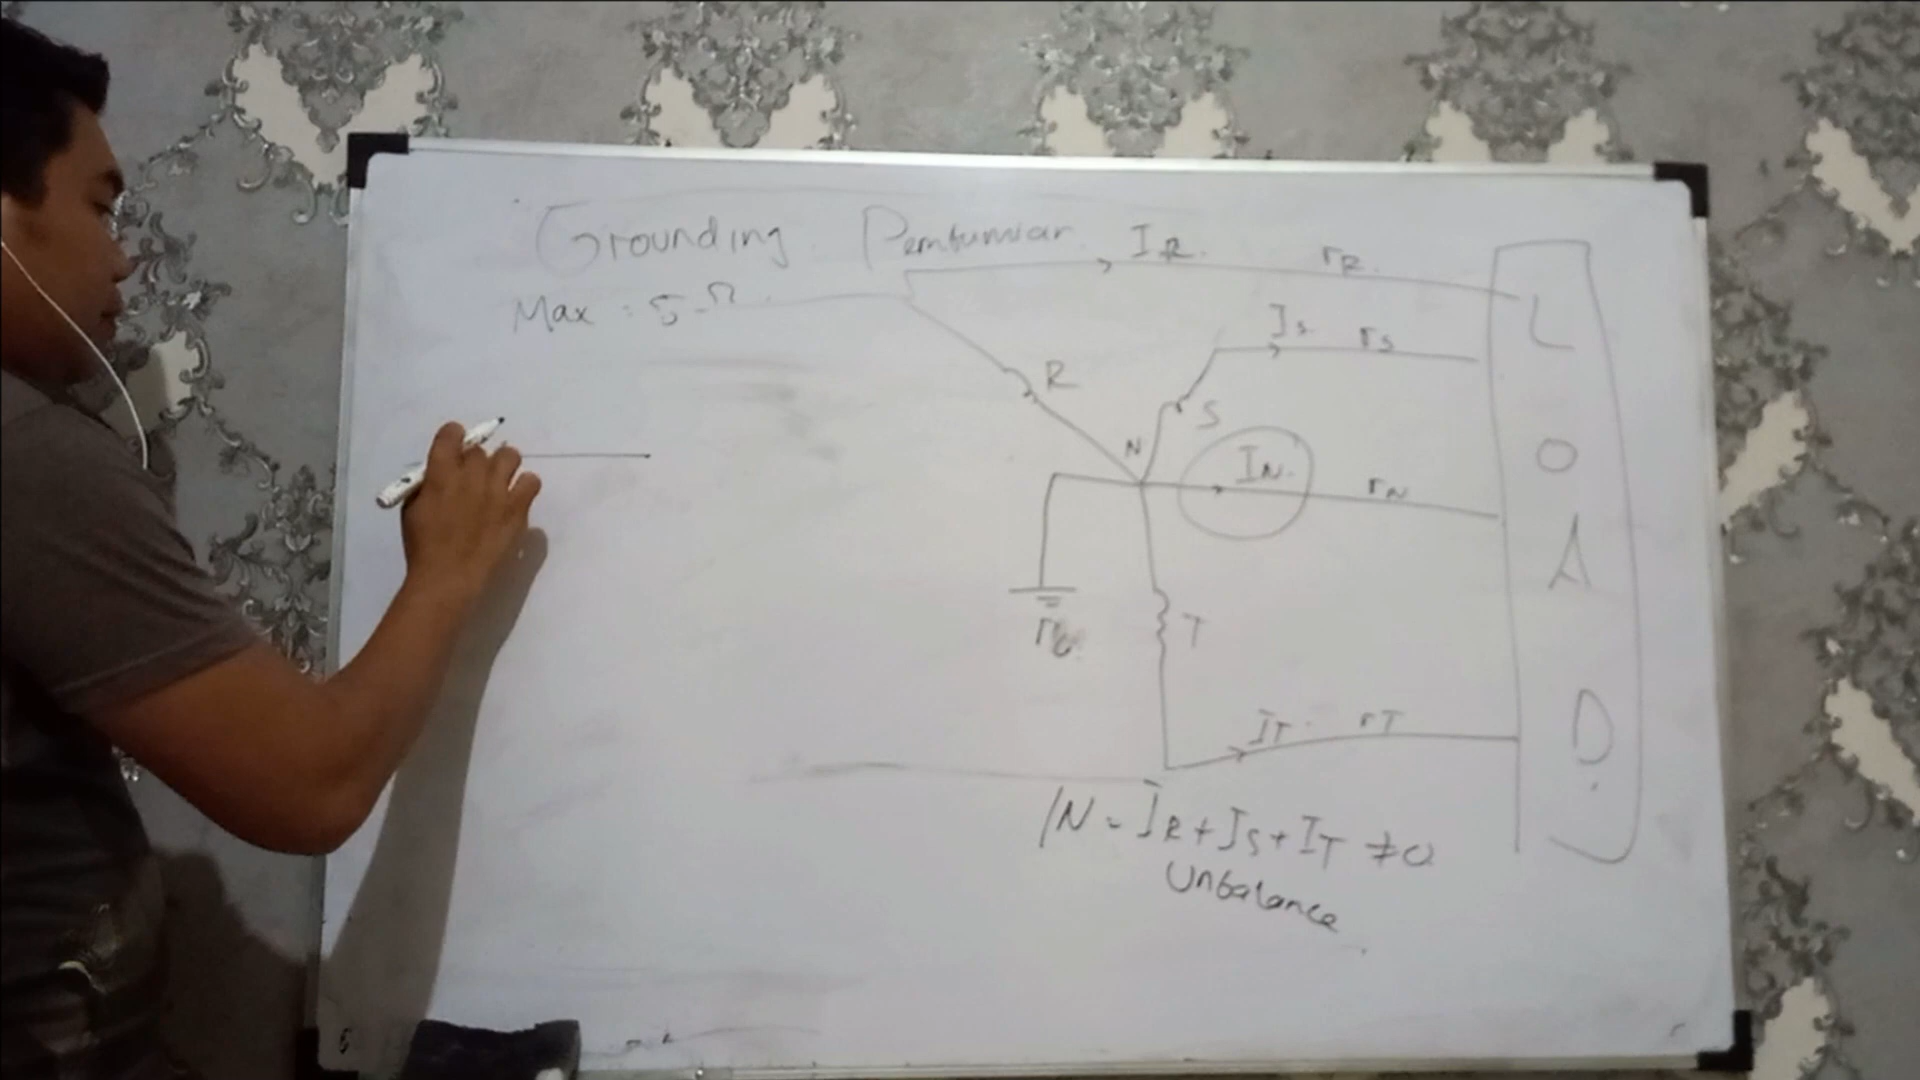 Grounding Pembumian
Max : 5 Ω
IR rR
IS rS
R
S
N
IN rN
rG
T
IT rT
LOAD
IN = IR + IS + IT ≠ 0
Unbalance